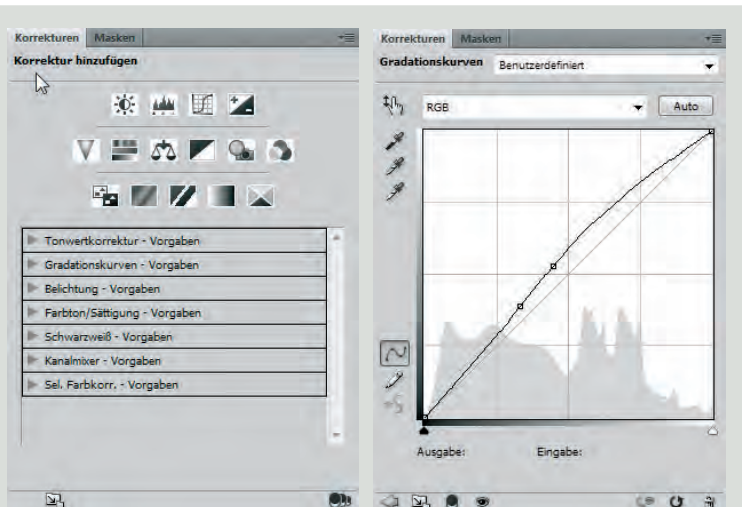 Korrekturen Masken
Korrektur hinzufügen
Tonwertkorrektur - Vorgaben
Gradationskurven - Vorgaben
Belichtung - Vorgaben
Farbton/Sättigung - Vorgaben
Schwarzweiß - Vorgaben
Kanalmixer - Vorgaben
Sel. Farbkorr. - Vorgaben
Korrekturen Masken
Gradationskurven Benutzerdefiniert
RGB Auto
Ausgabe: Eingabe: